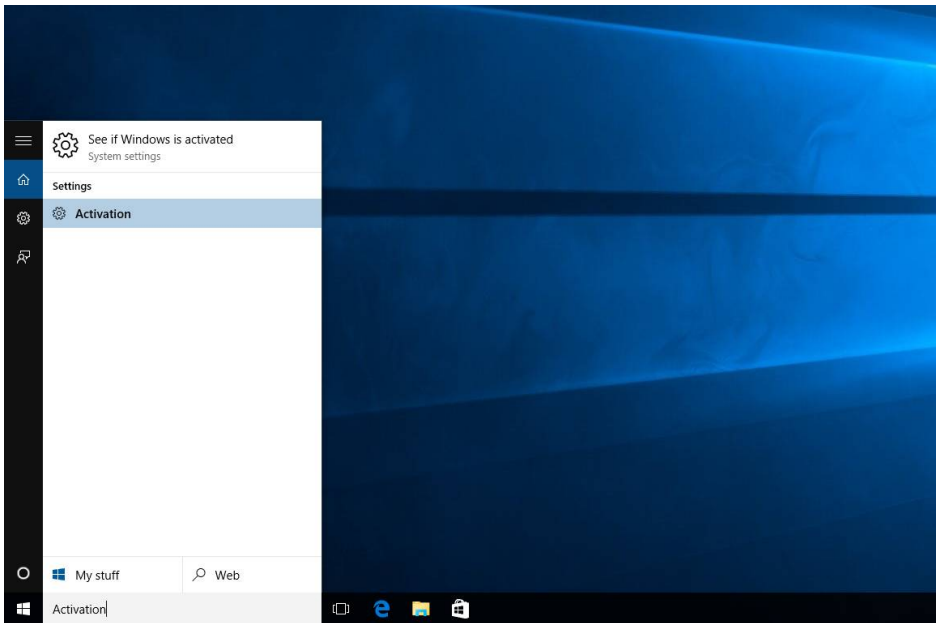 See if Windows is activated
System settings
Settings
Activation
My stuff
Web
Activation